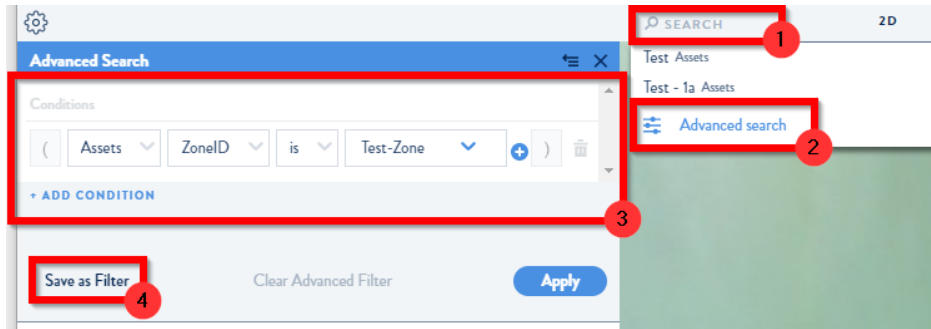 SEARCH
1
2D
Advanced Search
Test Assets
Test - 1a Assets
Advanced search
2
Conditions
( Assets ZoneID is Test-Zone )
+ ADD CONDITION
3
Save as Filter
4
Clear Advanced Filter
Apply